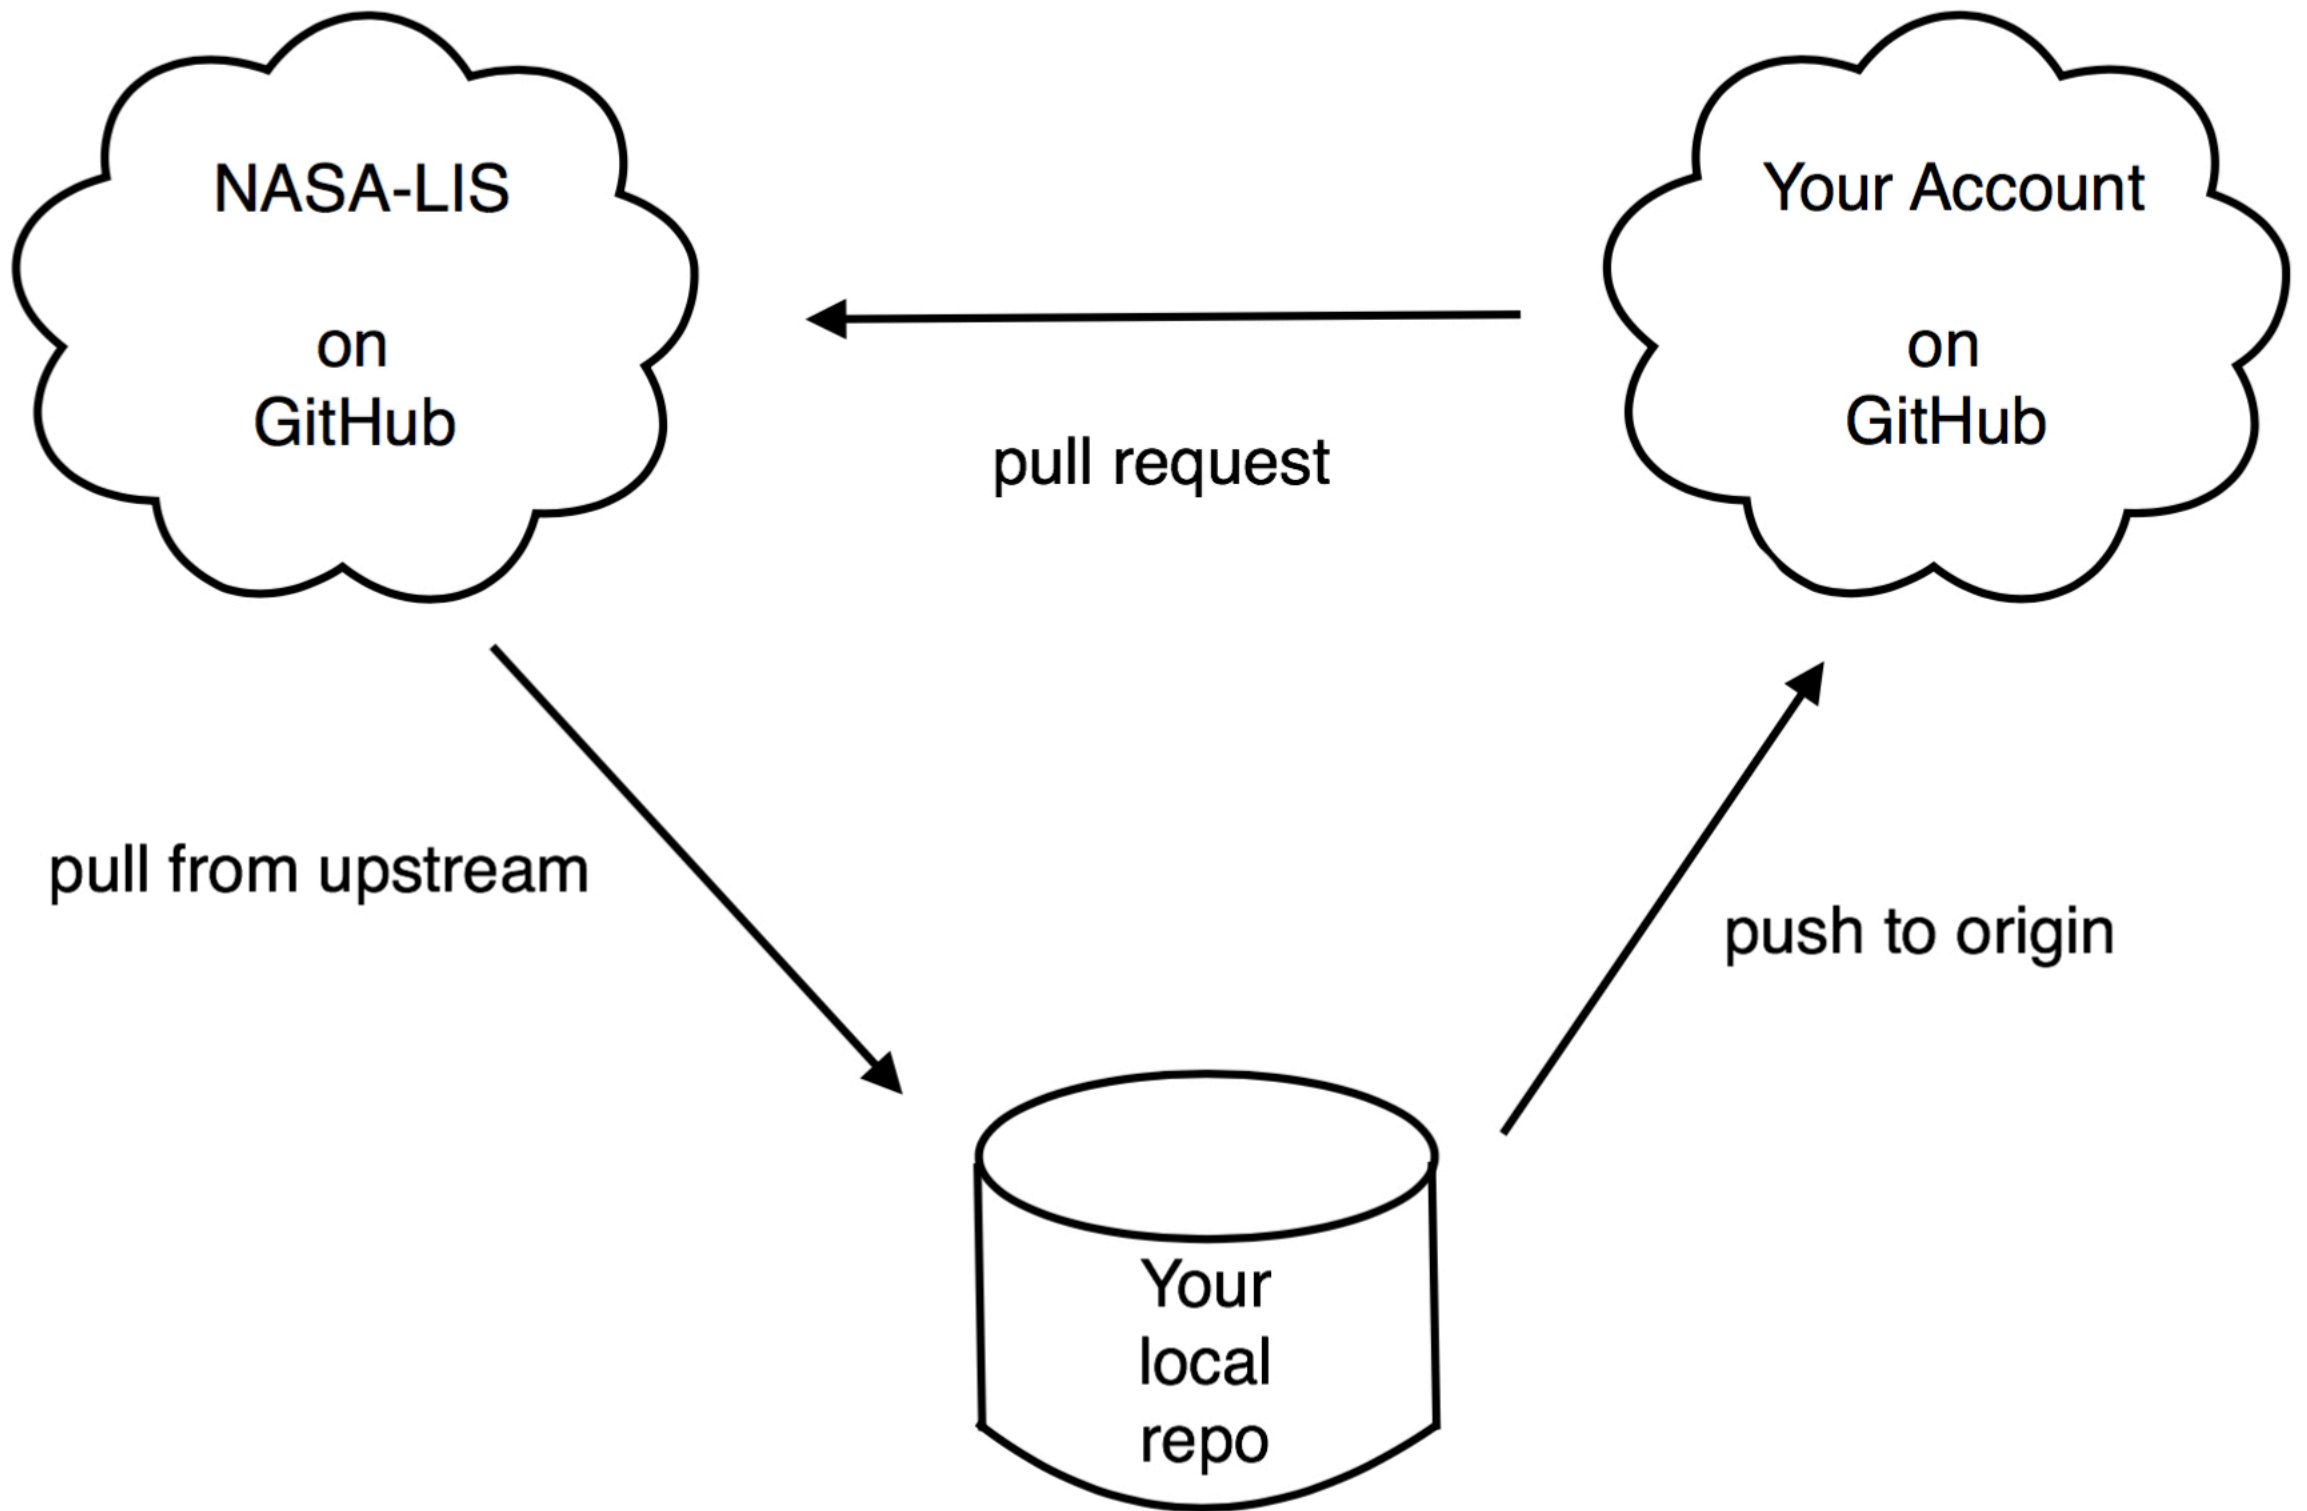 NASA-LIS
on
GitHub
Your Account
on
GitHub
pull request
pull from upstream
push to origin
Your
local
repo